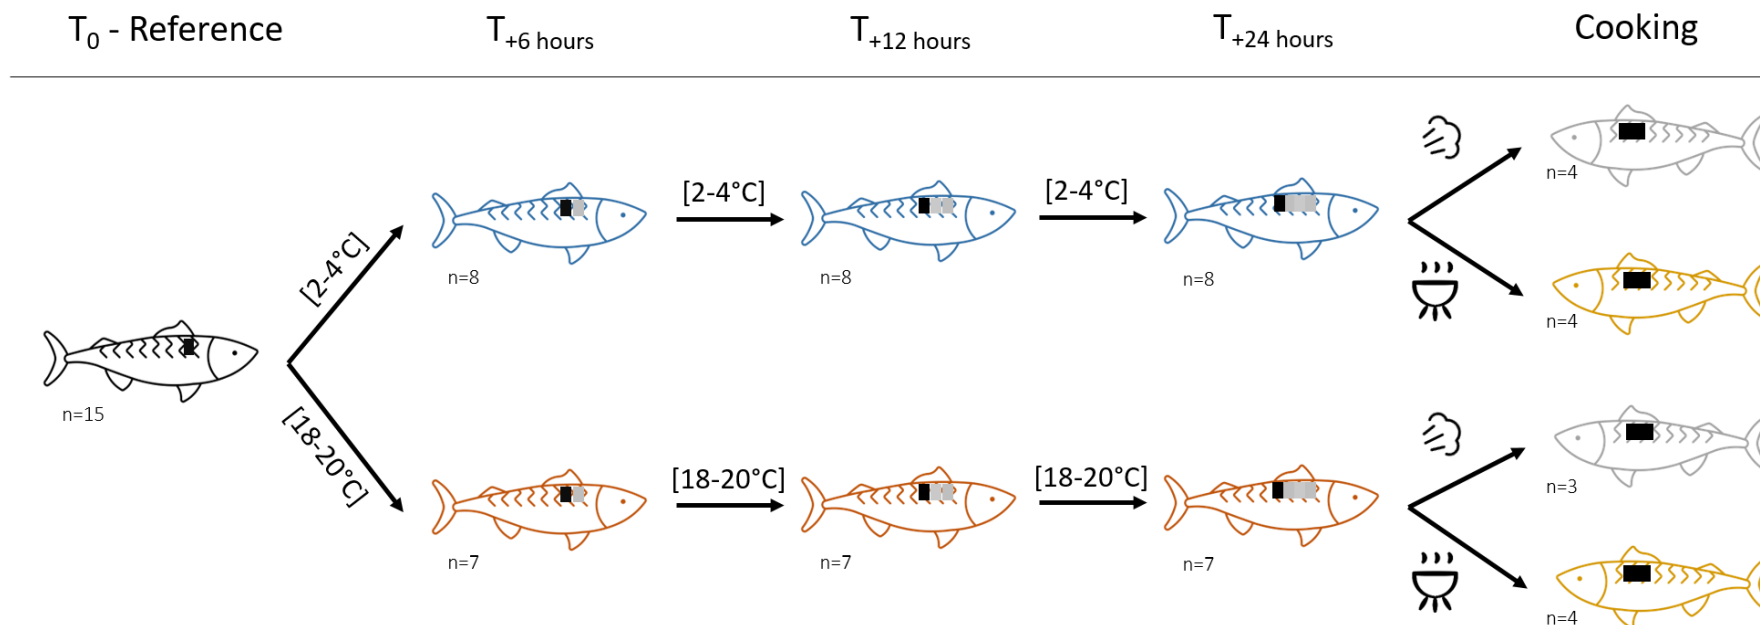 T0 - Reference
T+6 hours
T+12 hours
T+24 hours
Cooking
[2-4°C]
[2-4°C]
[2-4°C]
n=4
n=8
n=8
n=8
n=4
n=15
[18-20°C]
[18-20°C]
[18-20°C]
n=3
n=7
n=7
n=7
n=4